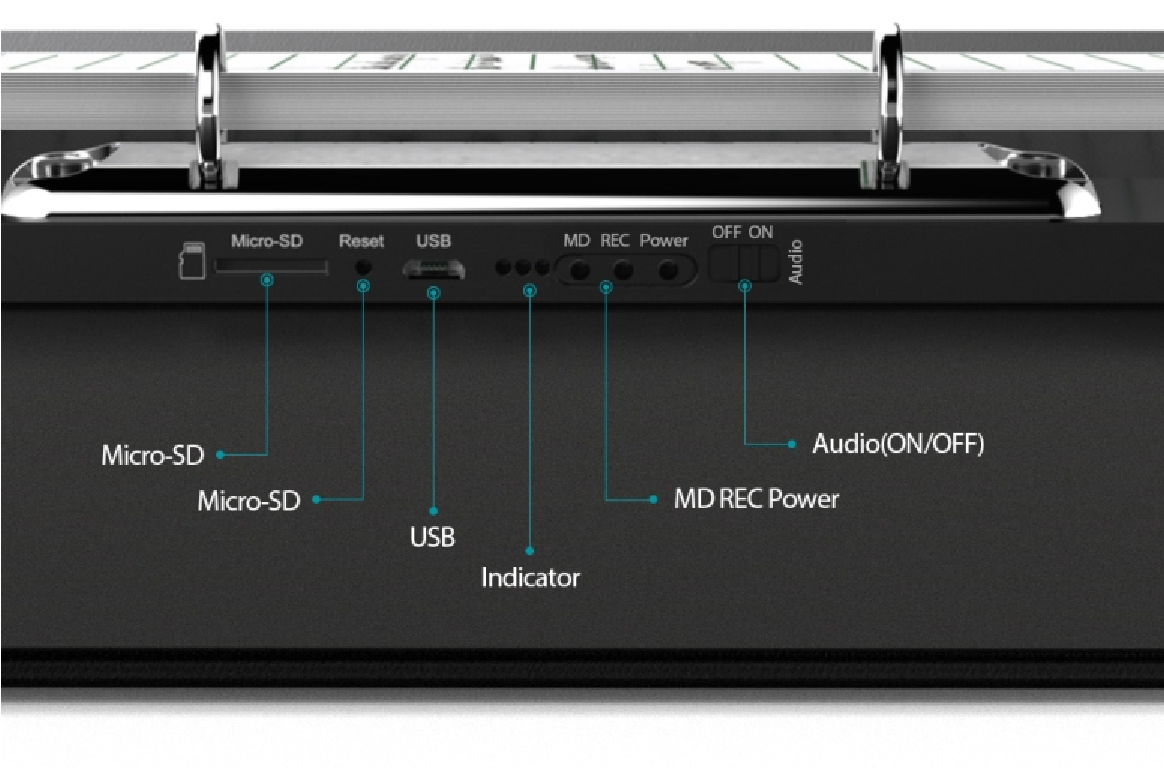 Micro-SD Reset USB MD REC Power OFF ON
Audio
Micro-SD
Audio(ON/OFF)
Micro-SD
MD REC Power
USB
Indicator